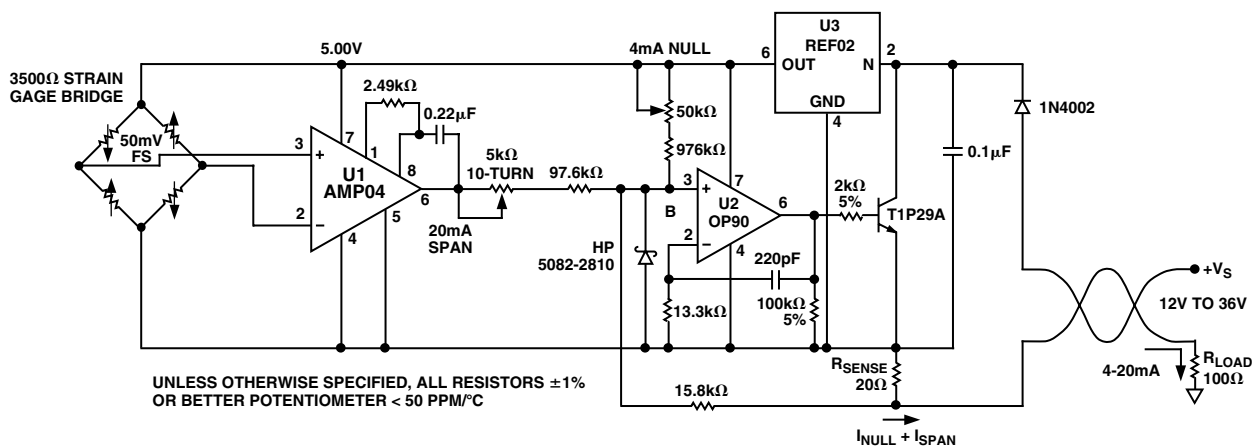 3500Ω STRAIN
GAGE BRIDGE
50mV
FS
5.00V
2.49kΩ
0.22µF
3
2
7
1
8
6
5
4
+
−
U1
AMP04
5kΩ
10-TURN
20mA
SPAN
97.6kΩ
4mA NULL
50kΩ
976kΩ
B
HP
5082-2810
3
2
7
6
4
+
−
U2
OP90
220pF
13.3kΩ
100kΩ
5%
2kΩ
5%
T1P29A
6
OUT
U3
REF02
N
2
GND
4
0.1µF
1N4002
+VS
12V TO 36V
4-20mA
RLOAD
100Ω
RSENSE
20Ω
15.8kΩ
INULL + ISPAN
UNLESS OTHERWISE SPECIFIED, ALL RESISTORS ±1%
OR BETTER POTENTIOMETER < 50 PPM/°C